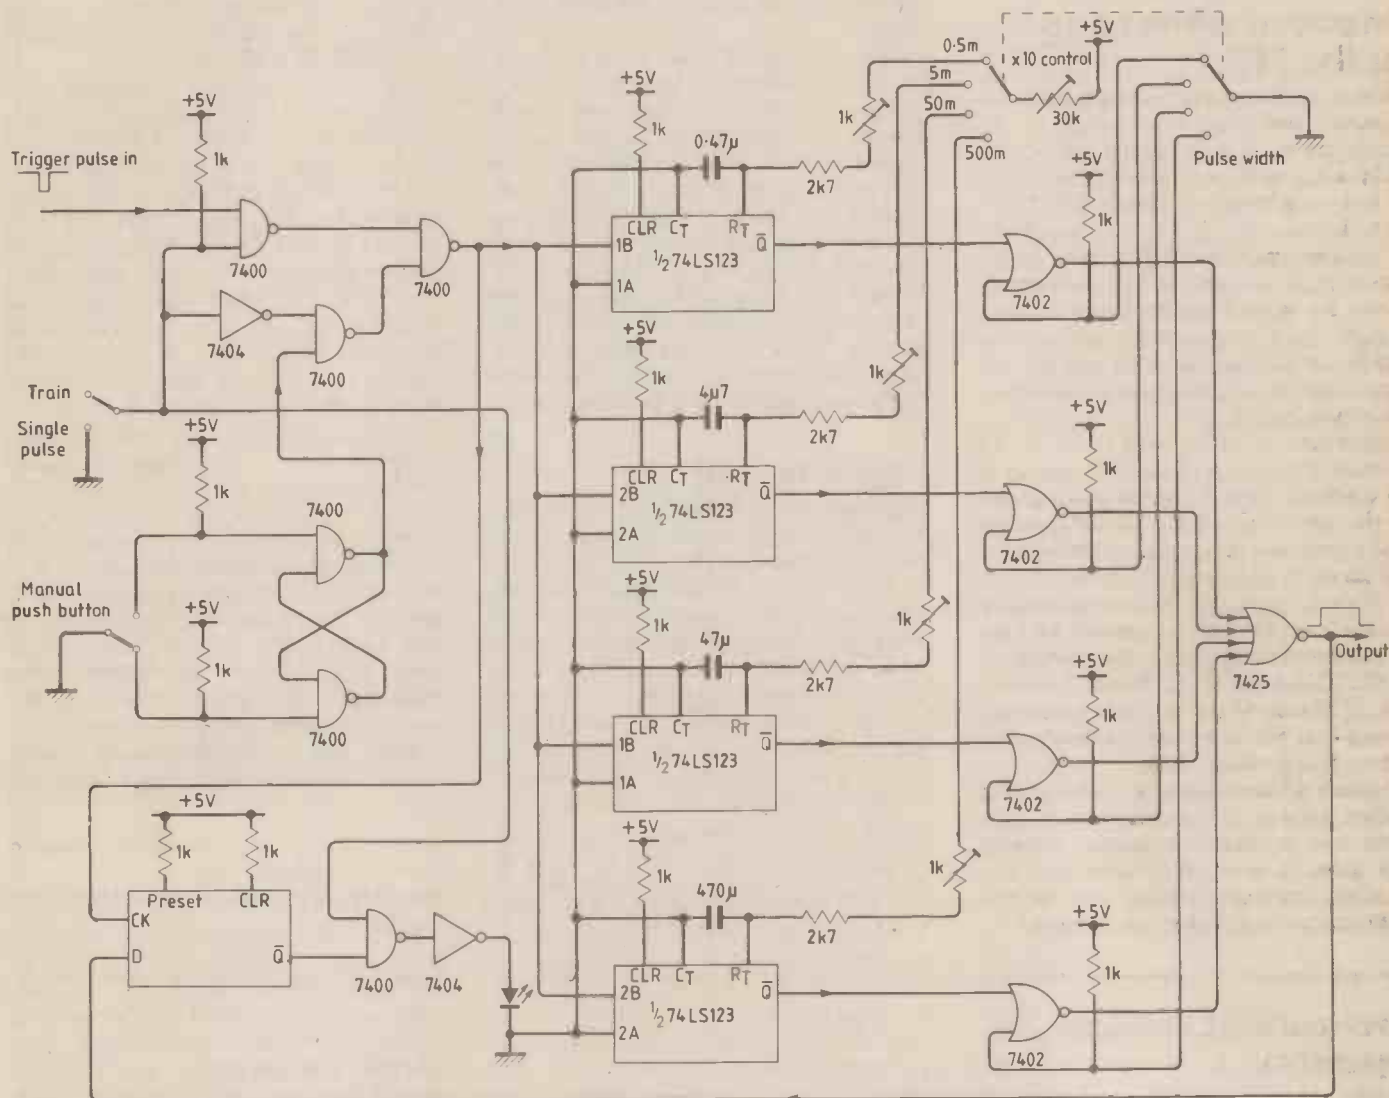 +5V
1k
Trigger pulse in
7400
7400
7404
7400
Train
Single
pulse
+5V
1k
7400
Manual
push button
+5V
1k
7400
+5V
1k
1k
Preset
CLR
CK
D
Q̅
7400
7404
+5V
1k
0·47µ
2k7
1k
CLR
CT
RT
1B
Q̅
½ 74LS123
1A
+5V
1k
4µ7
2k7
1k
CLR
CT
RT
2B
Q̅
½ 74LS123
2A
+5V
1k
47µ
2k7
1k
CLR
CT
RT
1B
Q̅
½ 74LS123
1A
+5V
1k
470µ
2k7
1k
CLR
CT
RT
2B
Q̅
½ 74LS123
2A
0·5m
5m
50m
500m
x10 control
+5V
30k
Pulse width
+5V
1k
7402
+5V
1k
7402
+5V
1k
7402
+5V
1k
7402
7425
Output